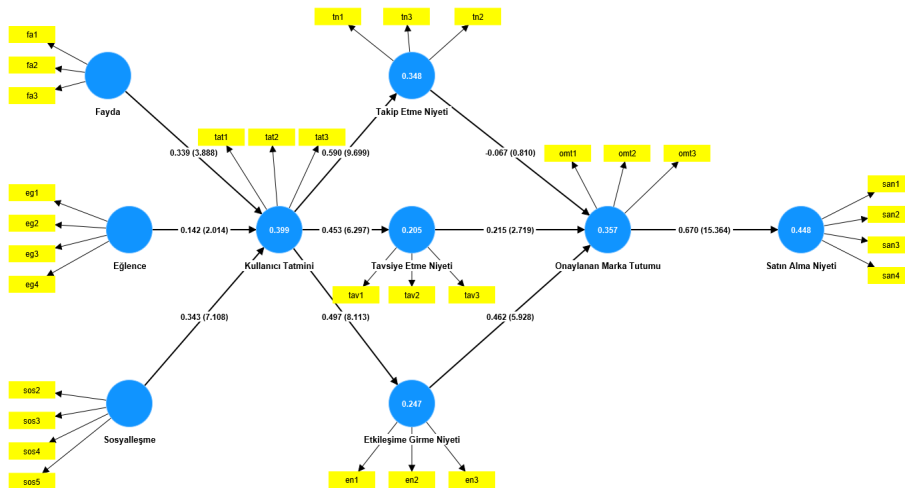 tn1
tn3
tn2
fa1
fa2
fa3
0.348
Fayda
Takip Etme Niyeti
tat1
tat2
tat3
0.339 (3.888)
0.590 (9.699)
-0.067 (0.810)
omt1
omt2
omt3
eg1
eg2
eg3
eg4
san1
san2
san3
san4
0.142 (2.014)
0.399
0.453 (6.297)
0.205
0.215 (2.719)
0.357
0.670 (15.364)
0.448
Eğlence
Kullanıcı Tatmini
Tavsiye Etme Niyeti
Onaylanan Marka Tutumu
Satın Alma Niyeti
tav1
tav2
tav3
0.343 (7.108)
0.497 (8.113)
0.462 (5.928)
sos2
sos3
sos4
sos5
0.247
Sosyalleşme
Etkileşime Girme Niyeti
en1
en2
en3